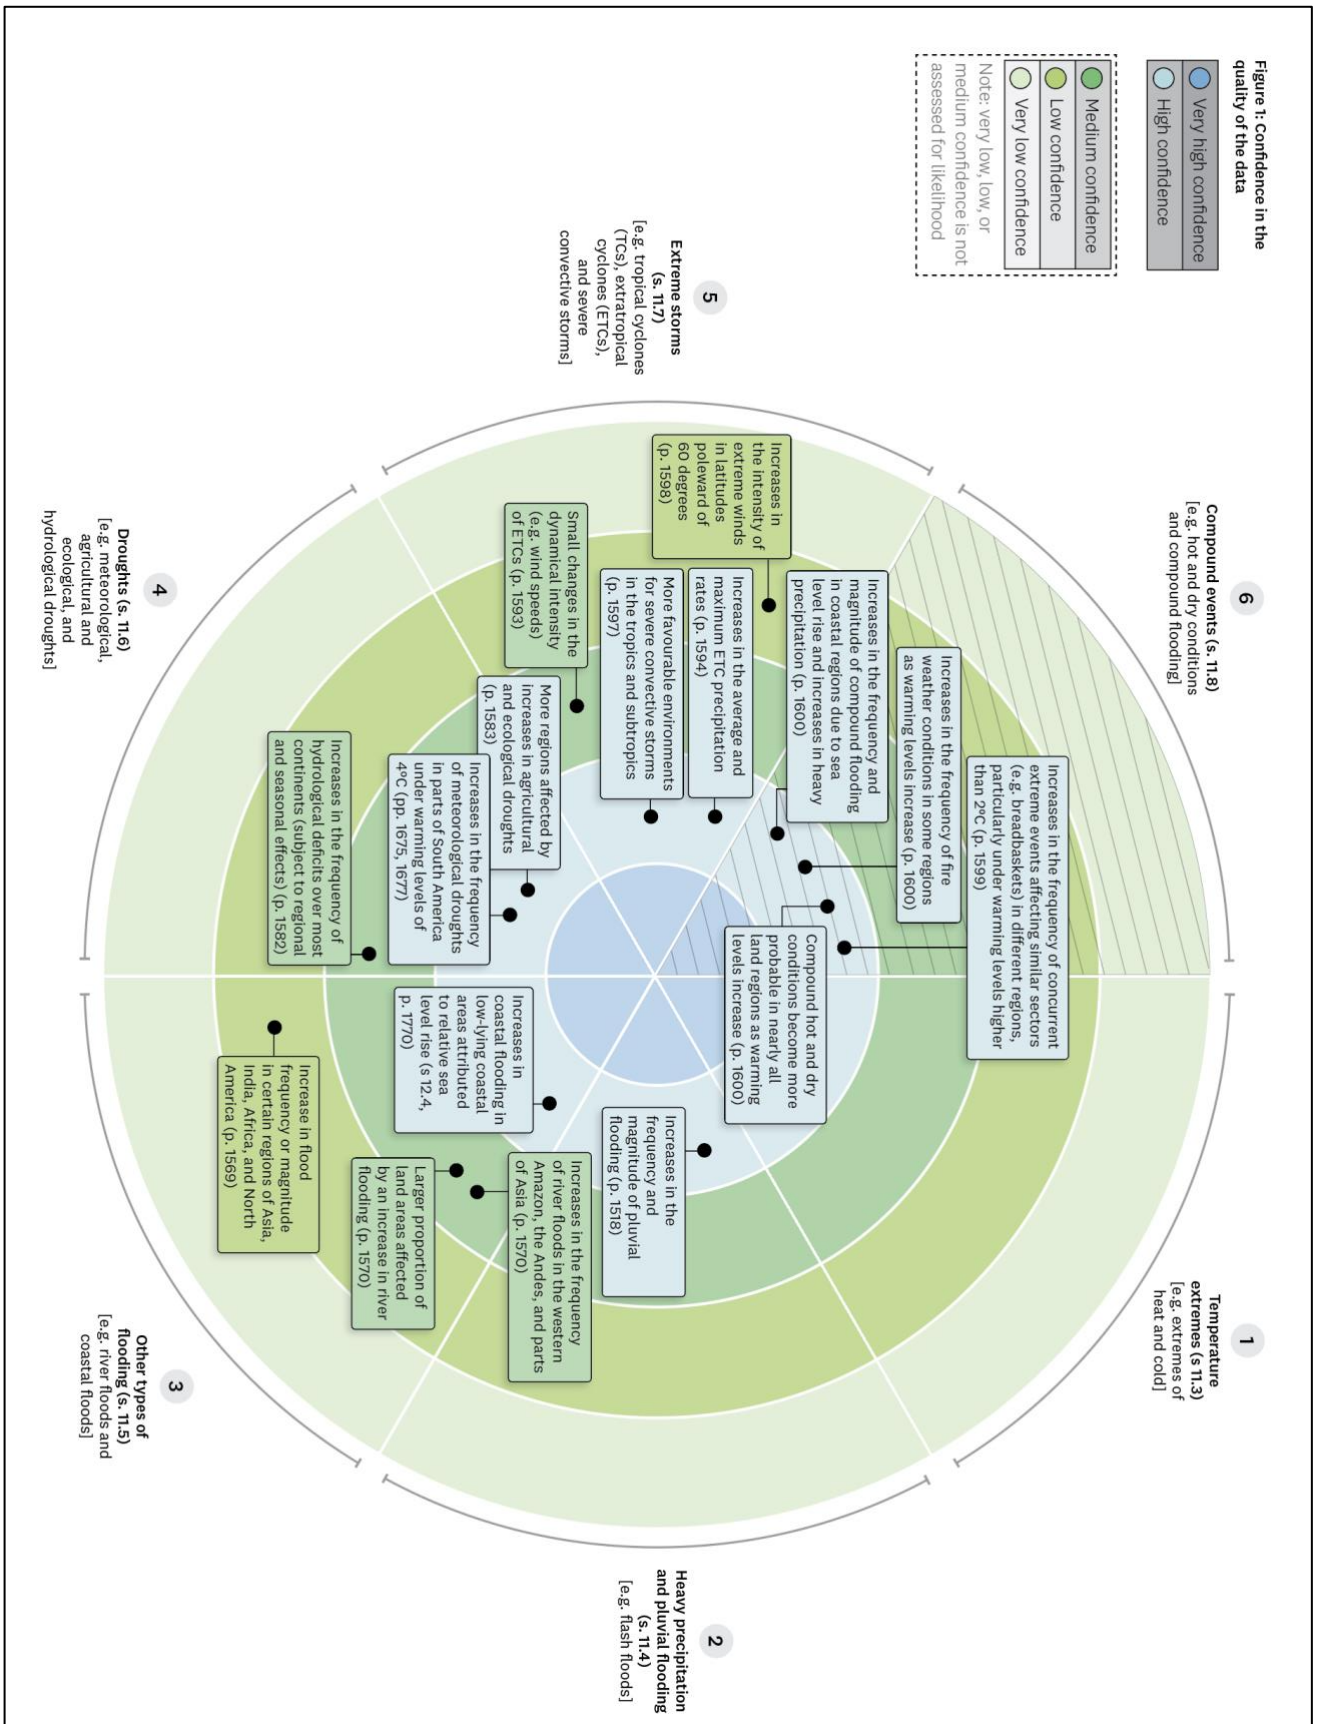 Figure 1: Confidence in the
quality of the data
Very high confidence
High confidence
Medium confidence
Low confidence
Very low confidence
Note: very low, low, or
medium confidence is not
assessed for likelihood
6
Compound events (s. 11.8)
[e.g. hot and dry conditions
and compound flooding]
1
Temperature
extremes (s 11.3)
[e.g. extremes of
heat and cold]
Increases in the frequency of concurrent
extreme events affecting similar sectors
(e.g. breadbaskets) in different regions,
particularly under warming levels higher
than 2°C (p. 1599)
Increases in the frequency of fire
weather conditions in some regions
as warming levels increase (p. 1600)
Increases in the frequency and
magnitude of compound flooding
in coastal regions due to sea
level rise and increases in heavy
precipitation (p. 1600)
Compound hot and dry
conditions become more
probable in nearly all
land regions as warming
levels increase (p. 1600)
5
Extreme storms
(s. 11.7)
[e.g. tropical cyclones
(TCs), extratropical
cyclones (ETCs),
and severe
convective storms]
Increases in
the intensity of
extreme winds
in latitudes
poleward of
60 degrees
(p. 1598)
Increases in the average and
maximum ETC precipitation
rates (p. 1594)
More favourable environments
for severe convective storms
in the tropics and subtropics
(p. 1597)
Small changes in the
dynamical intensity
(e.g. wind speeds)
of ETCs (p. 1593)
2
Heavy precipitation
and pluvial flooding
(s. 11.4)
[e.g. flash floods]
Increases in the
frequency and
magnitude of pluvial
flooding (p. 1518)
More regions affected by
increases in agricultural
and ecological droughts
(p. 1583)
Increases in the frequency
of meteorological droughts
in parts of South America
under warming levels of
4°C (pp. 1675, 1677)
Increases in the frequency of
hydrological deficits over most
continents (subject to regional
and seasonal effects) (p. 1582)
Increases in
coastal flooding in
low-lying coastal
areas attributed
to relative sea
level rise (s 12.4,
p. 1770)
Increases in the frequency
of river floods in the western
Amazon, the Andes, and parts
of Asia (p. 1570)
Larger proportion of
land areas affected
by an increase in river
flooding (p. 1570)
Increase in flood
frequency or magnitude
in certain regions of Asia,
India, Africa, and North
America (p. 1569)
4
Droughts (s. 11.6)
[e.g. meteorological,
agricultural and
ecological, and
hydrological droughts]
3
Other types of
flooding (s. 11.5)
[e.g. river floods and
coastal floods]